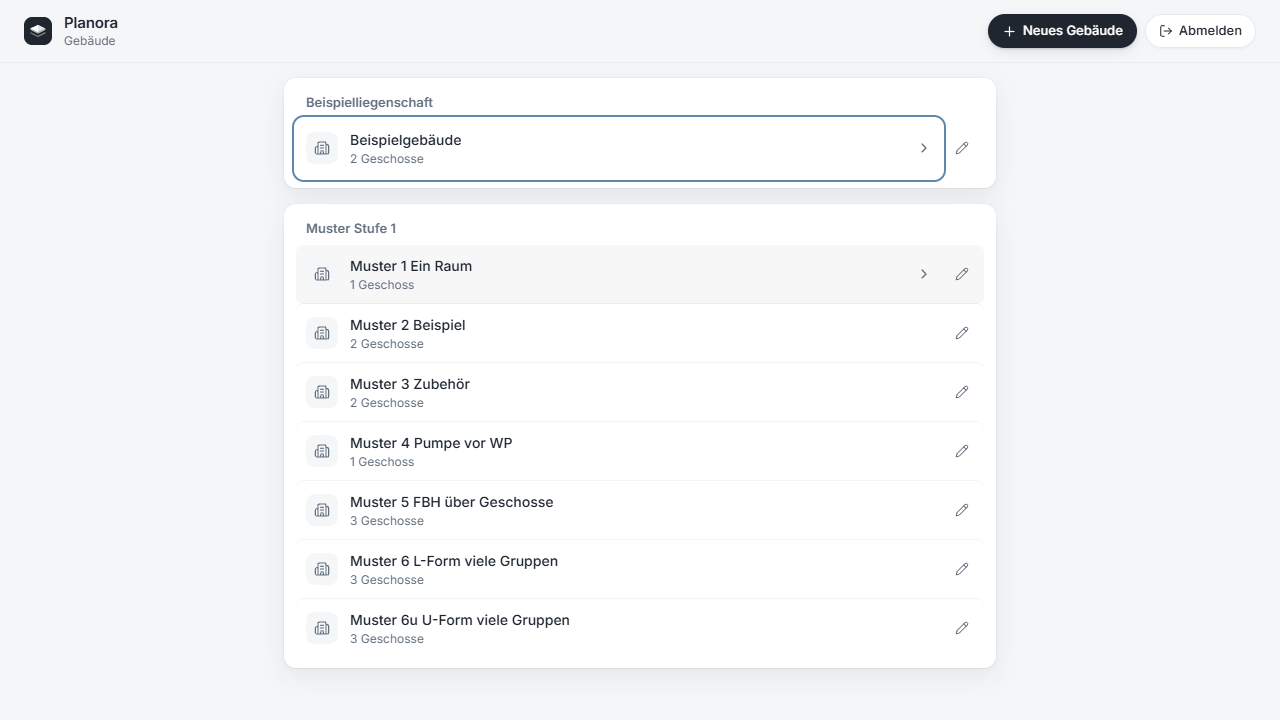 Planora
Gebäude
Neues Gebäude
Abmelden
Beispielliegenschaft
Beispielgebäude
2 Geschosse
Muster Stufe 1
Muster 1 Ein Raum
1 Geschoss
Muster 2 Beispiel
2 Geschosse
Muster 3 Zubehör
2 Geschosse
Muster 4 Pumpe vor WP
1 Geschoss
Muster 5 FBH über Geschosse
3 Geschosse
Muster 6 L-Form viele Gruppen
3 Geschosse
Muster 6u U-Form viele Gruppen
3 Geschosse